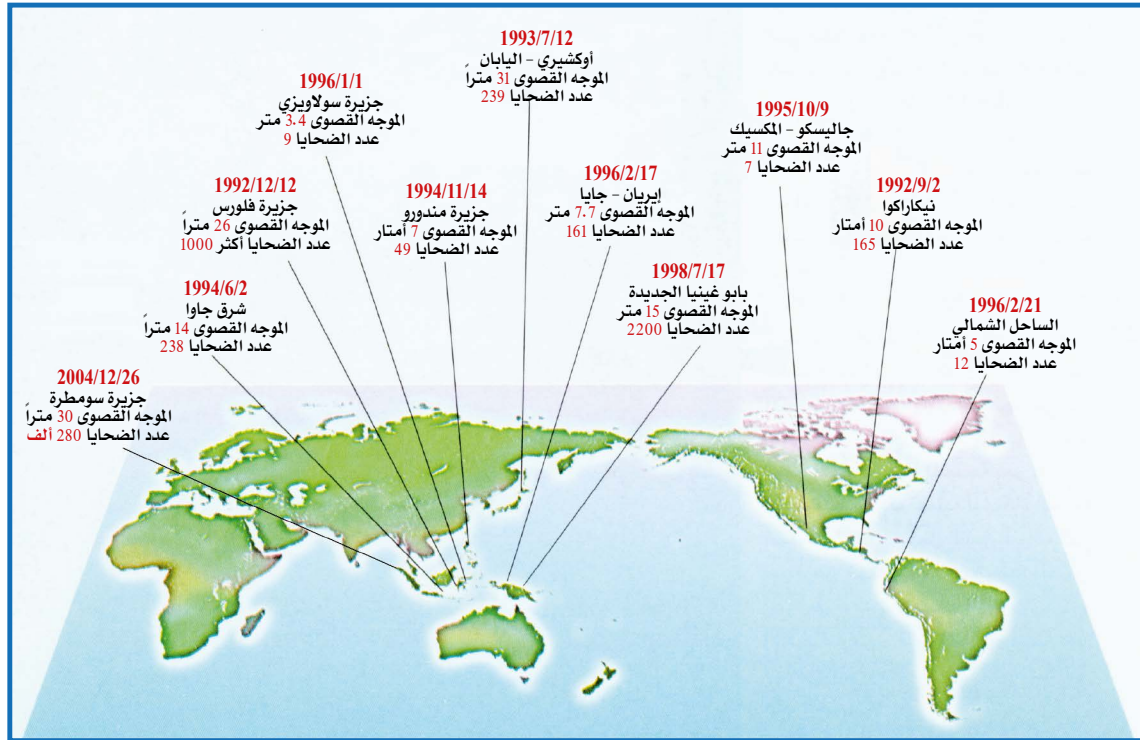 1993/7/12
أوكشيري - اليابان
الموجه القصوى 31 متراً
عدد الضحايا 239
1996/1/1
جزيرة سولاويزي
الموجه القصوى 3.4 متر
عدد الضحايا 9
1995/10/9
جاليسكو - المكسيك
الموجه القصوى 11 متر
عدد الضحايا 7
1996/2/17
إيريان - جايا
الموجه القصوى 7.7 متر
عدد الضحايا 161
1992/9/2
نيكاراكوا
الموجه القصوى 10 أمتار
عدد الضحايا 165
1994/11/14
جزيرة مندورو
الموجه القصوى 7 أمتار
عدد الضحايا 49
1992/12/12
جزيرة فلورس
الموجه القصوى 26 متراً
عدد الضحايا أكثر 1000
1998/7/17
بابو غينيا الجديدة
الموجه القصوى 15 متر
عدد الضحايا 2200
1994/6/2
شرق جاوا
الموجه القصوى 14 متراً
عدد الضحايا 238
1996/2/21
الساحل الشمالي
الموجه القصوى 5 أمتار
عدد الضحايا 12
2004/12/26
جزيرة سومطرة
الموجه القصوى 30 متراً
عدد الضحايا 280 ألف